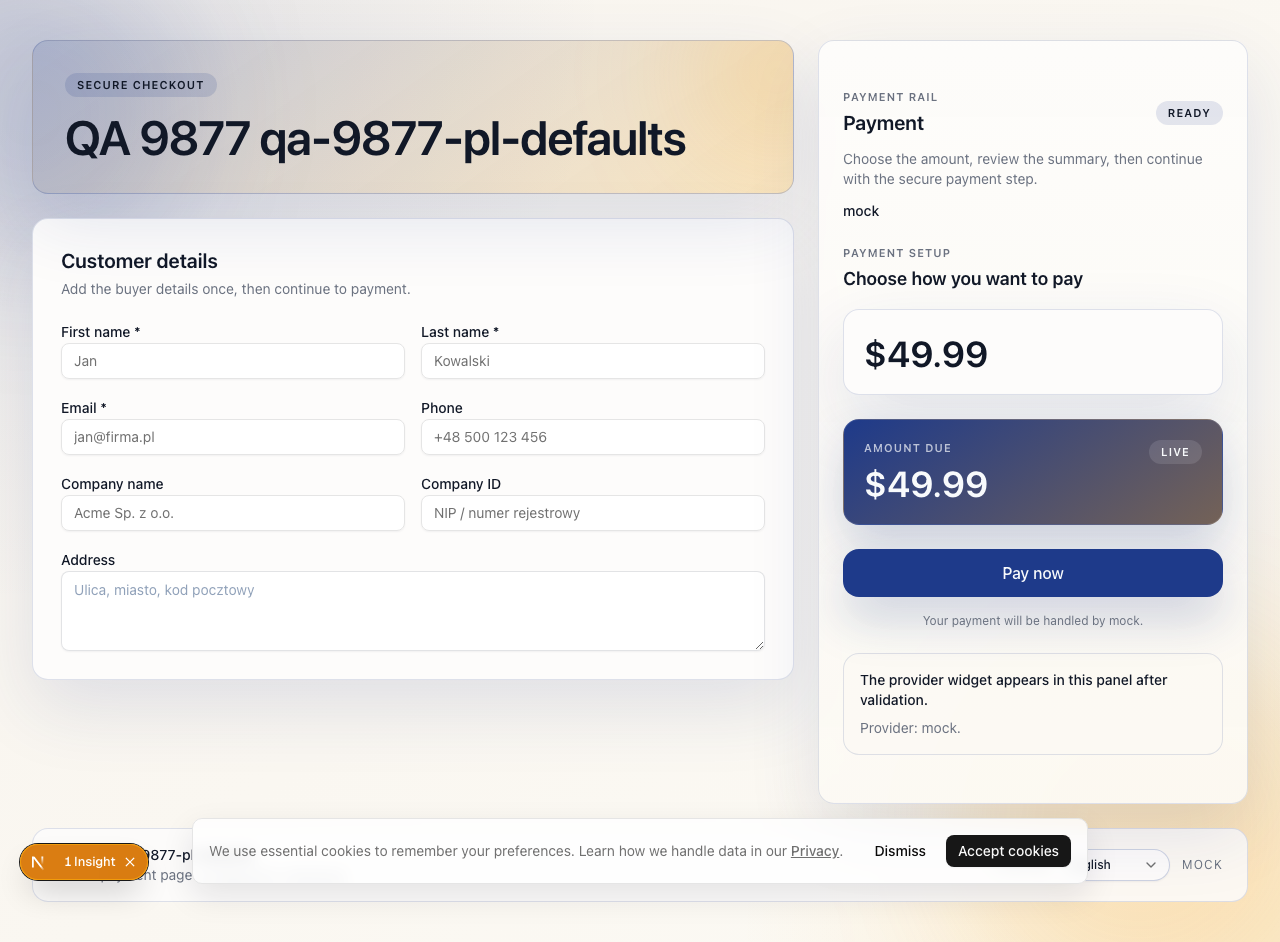 SECURE CHECKOUT
QA 9877 qa-9877-pl-defaults
Customer details
Add the buyer details once, then continue to payment.
First name *
Last name *
Jan
Kowalski
Email *
Phone
jan@firma.pl
+48 500 123 456
Company name
Company ID
Acme Sp. z o.o.
NIP / numer rejestrowy
Address
Ulica, miasto, kod pocztowy
PAYMENT RAIL
Payment
READY
Choose the amount, review the summary, then continue
with the secure payment step.
mock
PAYMENT SETUP
Choose how you want to pay
$49.99
AMOUNT DUE
LIVE
$49.99
Pay now
Your payment will be handled by mock.
The provider widget appears in this panel after
validation.
Provider: mock.
1 Insight
page
We use essential cookies to remember your preferences. Learn how we handle data in our Privacy.
Dismiss
Accept cookies
MOCK